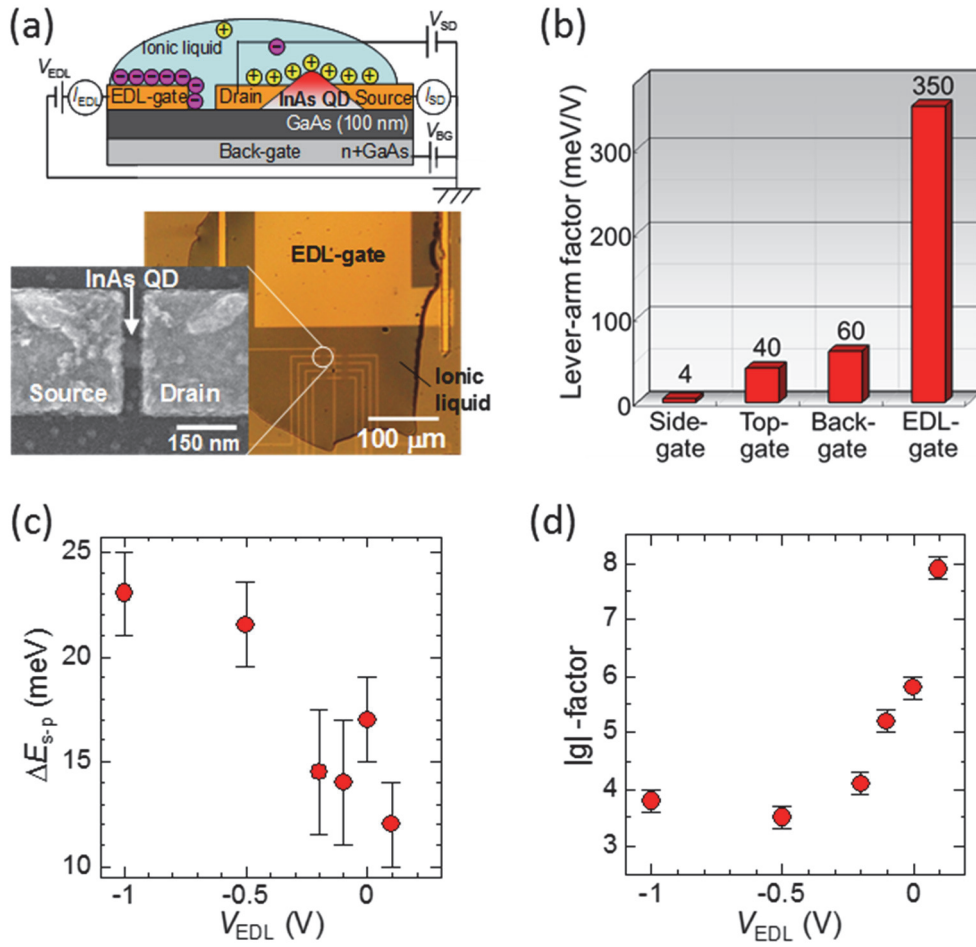 (a)
V_SD
Ionic liquid
V_EDL
I_EDL
EDL-gate
Drain
InAs QD
Source
I_SD
GaAs (100 nm)
V_BG
Back-gate n+GaAs
EDL-gate
InAs QD
Source
Drain
150 nm
Ionic
liquid
100 μm
(b)
Lever-arm factor (meV/V)
300
200
100
0
4
40
60
350
Side-
gate
Top-
gate
Back-
gate
EDL-
gate
(c)
ΔE_s-p (meV)
25
20
15
10
-1
-0.5
0
V_EDL (V)
(d)
|g|-factor
8
7
6
5
4
3
-1
-0.5
0
V_EDL (V)